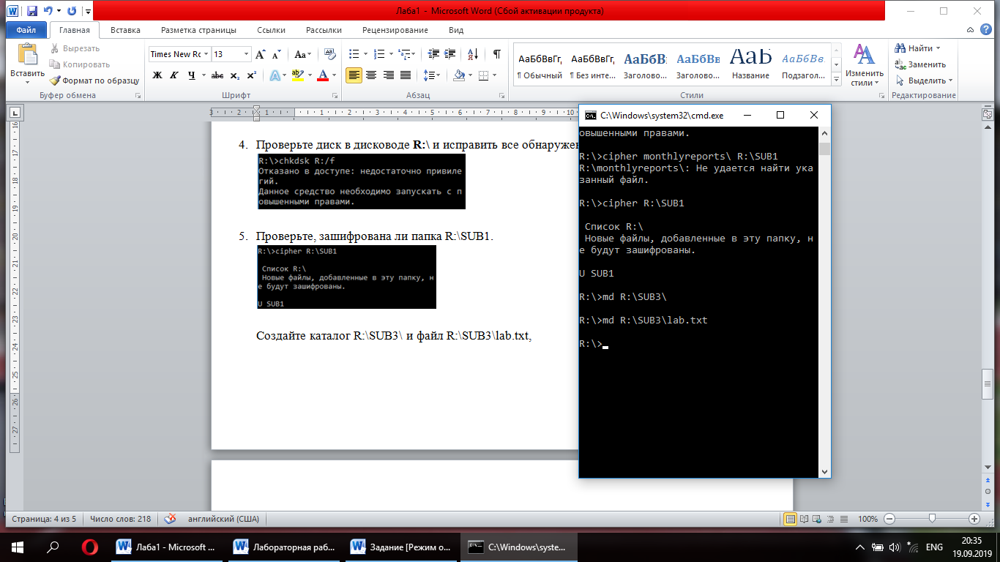 Лаба1 - Microsoft Word (Сбой активации продукта)
Файл Главная Вставка Разметка страницы Ссылки Рассылки Рецензирование Вид
Вставить
Вырезать
Копировать
Формат по образцу
Буфер обмена
Times New Rc 13
Шрифт
Абзац
АаБбВвГг, АаБбВвГг, АаБбВ АаБбВв АаВ АаБбВв.
¶ Обычный ¶ Без инте... Заголово... Заголово... Название Подзагол...
Изменить стили
Стили
Найти
Заменить
Выделить
Редактирование
4. Проверьте диск в дисководе R:\ и исправить все обнаружен
R:\>chkdsk R:/f
Отказано в доступе: недостаточно привиле
гий.
Данное средство необходимо запускать с п
овышенными правами.
5. Проверьте, зашифрована ли папка R:\SUB1.
R:\>cipher R:\SUB1
Список R:\
Новые файлы, добавленные в эту папку, н
е будут зашифрованы.
U SUB1
Создайте каталог R:\SUB3\ и файл R:\SUB3\lab.txt,
C:\Windows\system32\cmd.exe
овышенными правами.
R:\>cipher monthlyreports\ R:\SUB1
R:\monthlyreports\: Не удается найти ука
занный файл.
R:\>cipher R:\SUB1
Список R:\
Новые файлы, добавленные в эту папку, н
е будут зашифрованы.
U SUB1
R:\>md R:\SUB3\
R:\>md R:\SUB3\lab.txt
R:\>
Страница: 4 из 5 Число слов: 218 английский (США) 100%
Лаба1 - Microsoft ... Лабораторная раб... Задание [Режим о... C:\Windows\syste...
ENG 20:35
19.09.2019